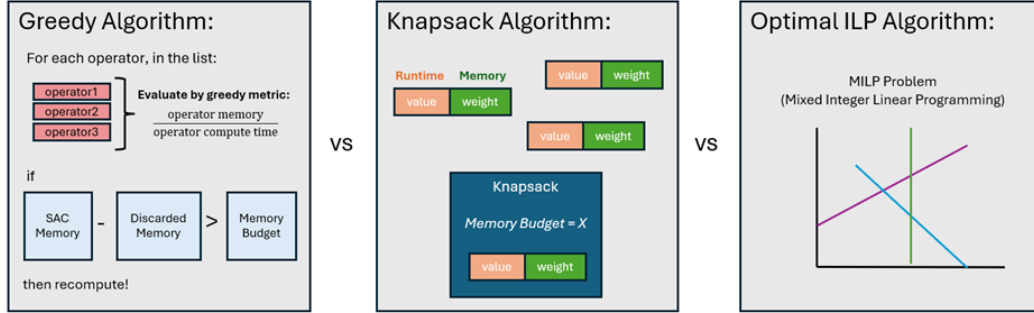 Greedy Algorithm:
For each operator, in the list:
operator1
operator2
operator3
Evaluate by greedy metric:
operator memory
operator compute time
if
SAC
Memory
-
Discarded
Memory
>
Memory
Budget
then recompute!
vs
Knapsack Algorithm:
Runtime Memory
value weight
value weight
value weight
Knapsack
Memory Budget = X
value weight
vs
Optimal ILP Algorithm:
MILP Problem
(Mixed Integer Linear Programming)